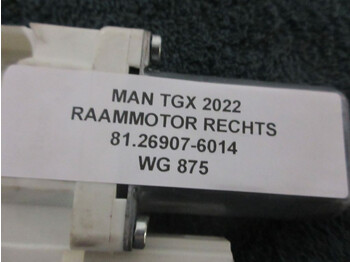 MAN TGX 2022
RAAMMOTOR RECHTS
81.26907-6014
WG 875